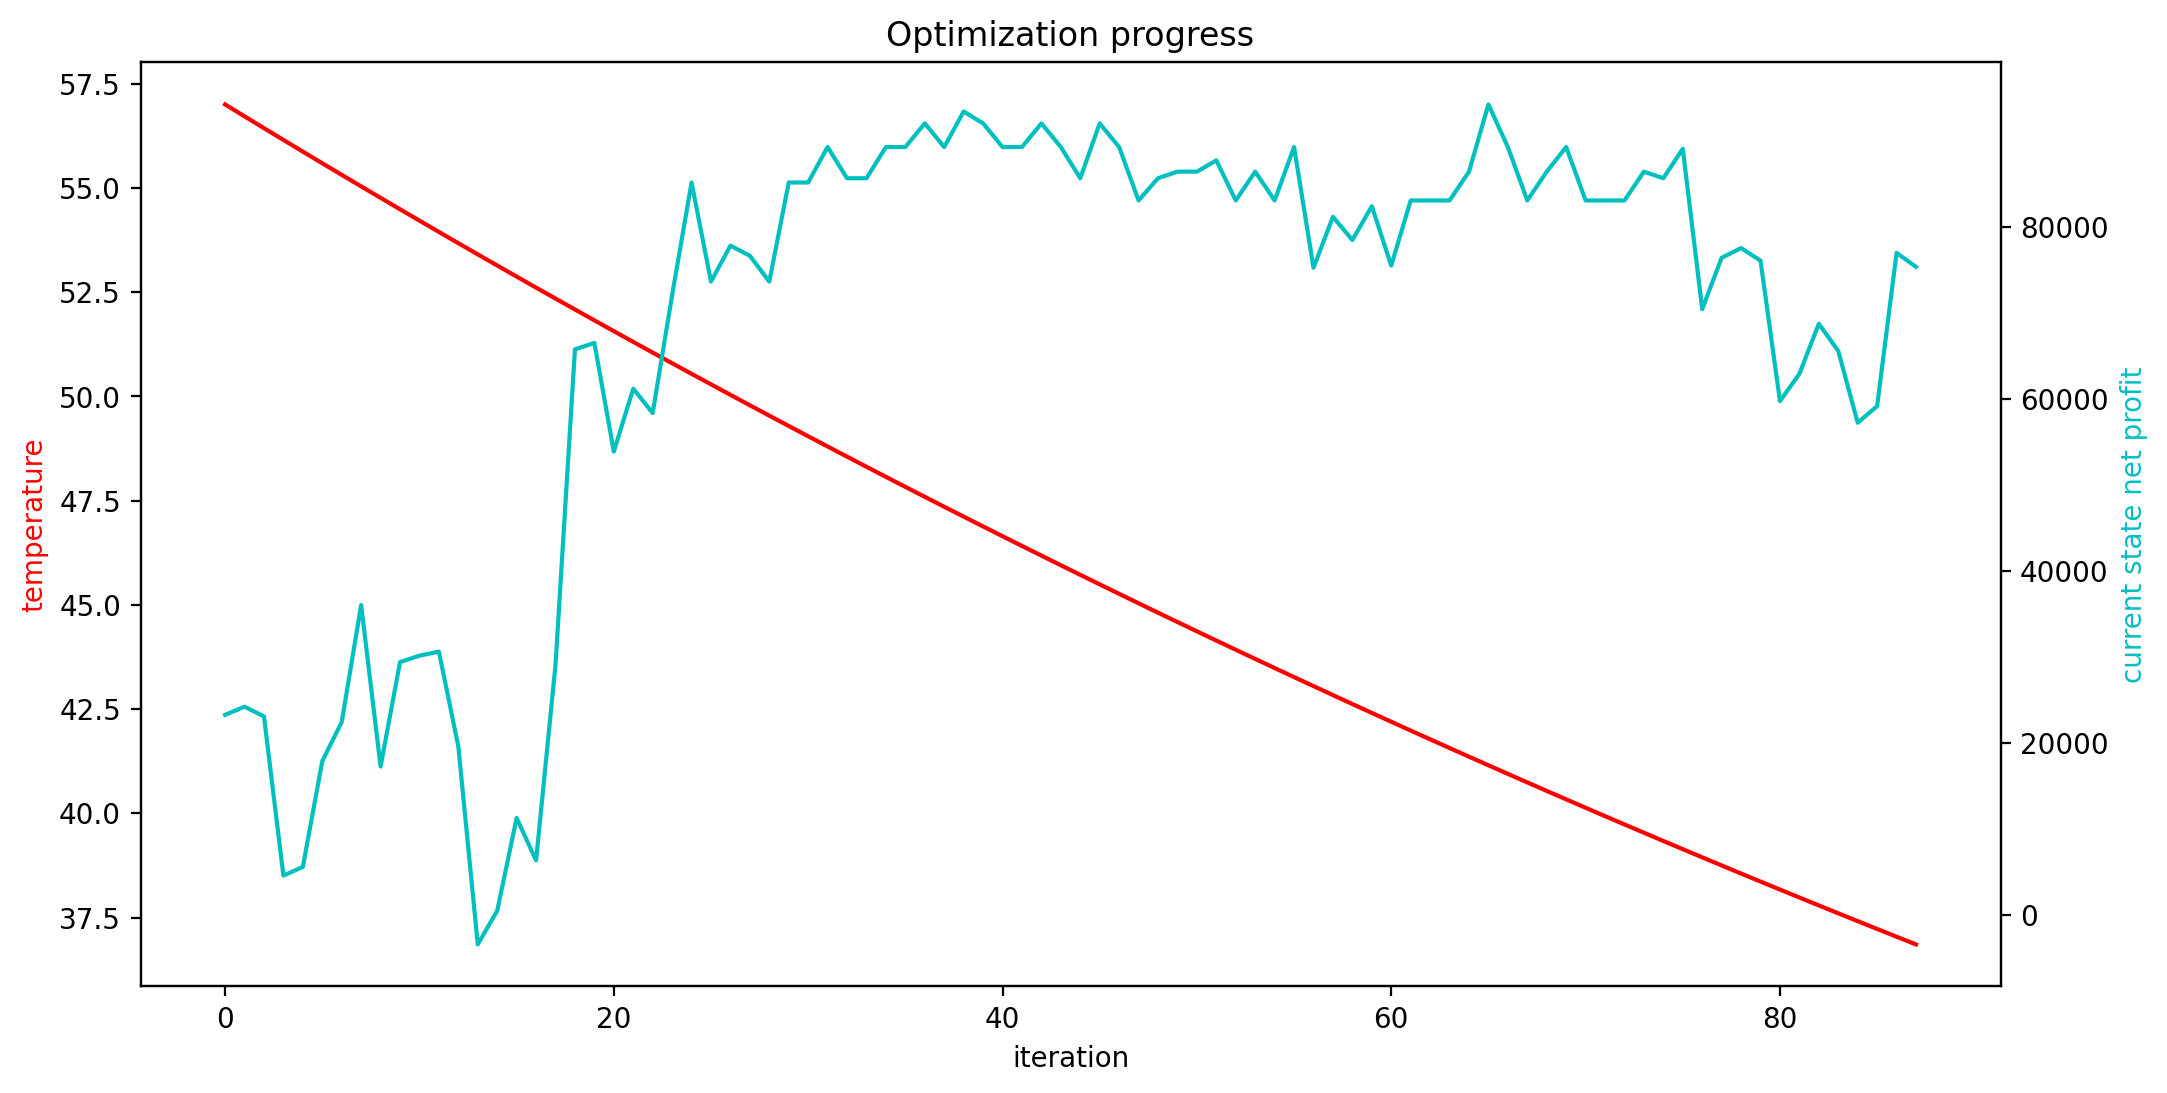 Optimization progress
57.5
55.0
52.5
50.0
47.5
45.0
42.5
40.0
37.5
temperature
80000
60000
40000
20000
0
current state net profit
0 20 40 60 80
iteration